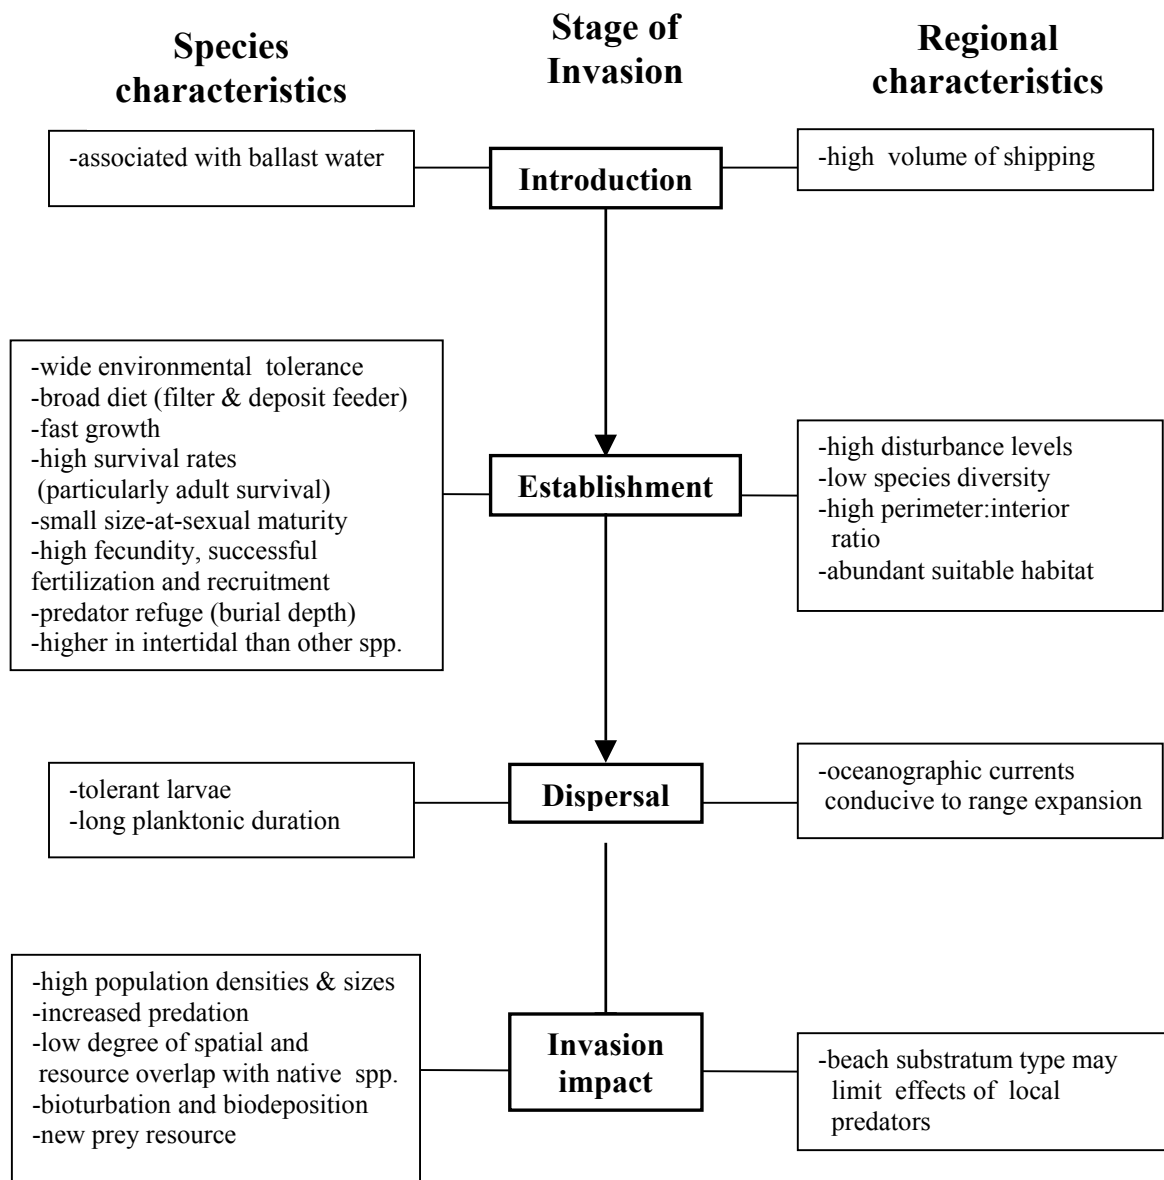 Species
characteristics
Stage of
Invasion
Regional
characteristics
-associated with ballast water
Introduction
-high volume of shipping
-wide environmental tolerance
-broad diet (filter & deposit feeder)
-fast growth
-high survival rates
(particularly adult survival)
-small size-at-sexual maturity
-high fecundity, successful
fertilization and recruitment
-predator refuge (burial depth)
-higher in intertidal than other spp.
Establishment
-high disturbance levels
-low species diversity
-high perimeter:interior
ratio
-abundant suitable habitat
-tolerant larvae
-long planktonic duration
Dispersal
-oceanographic currents
conducive to range expansion
-high population densities & sizes
-increased predation
-low degree of spatial and
resource overlap with native spp.
-bioturbation and biodeposition
-new prey resource
Invasion
impact
-beach substratum type may
limit effects of local
predators